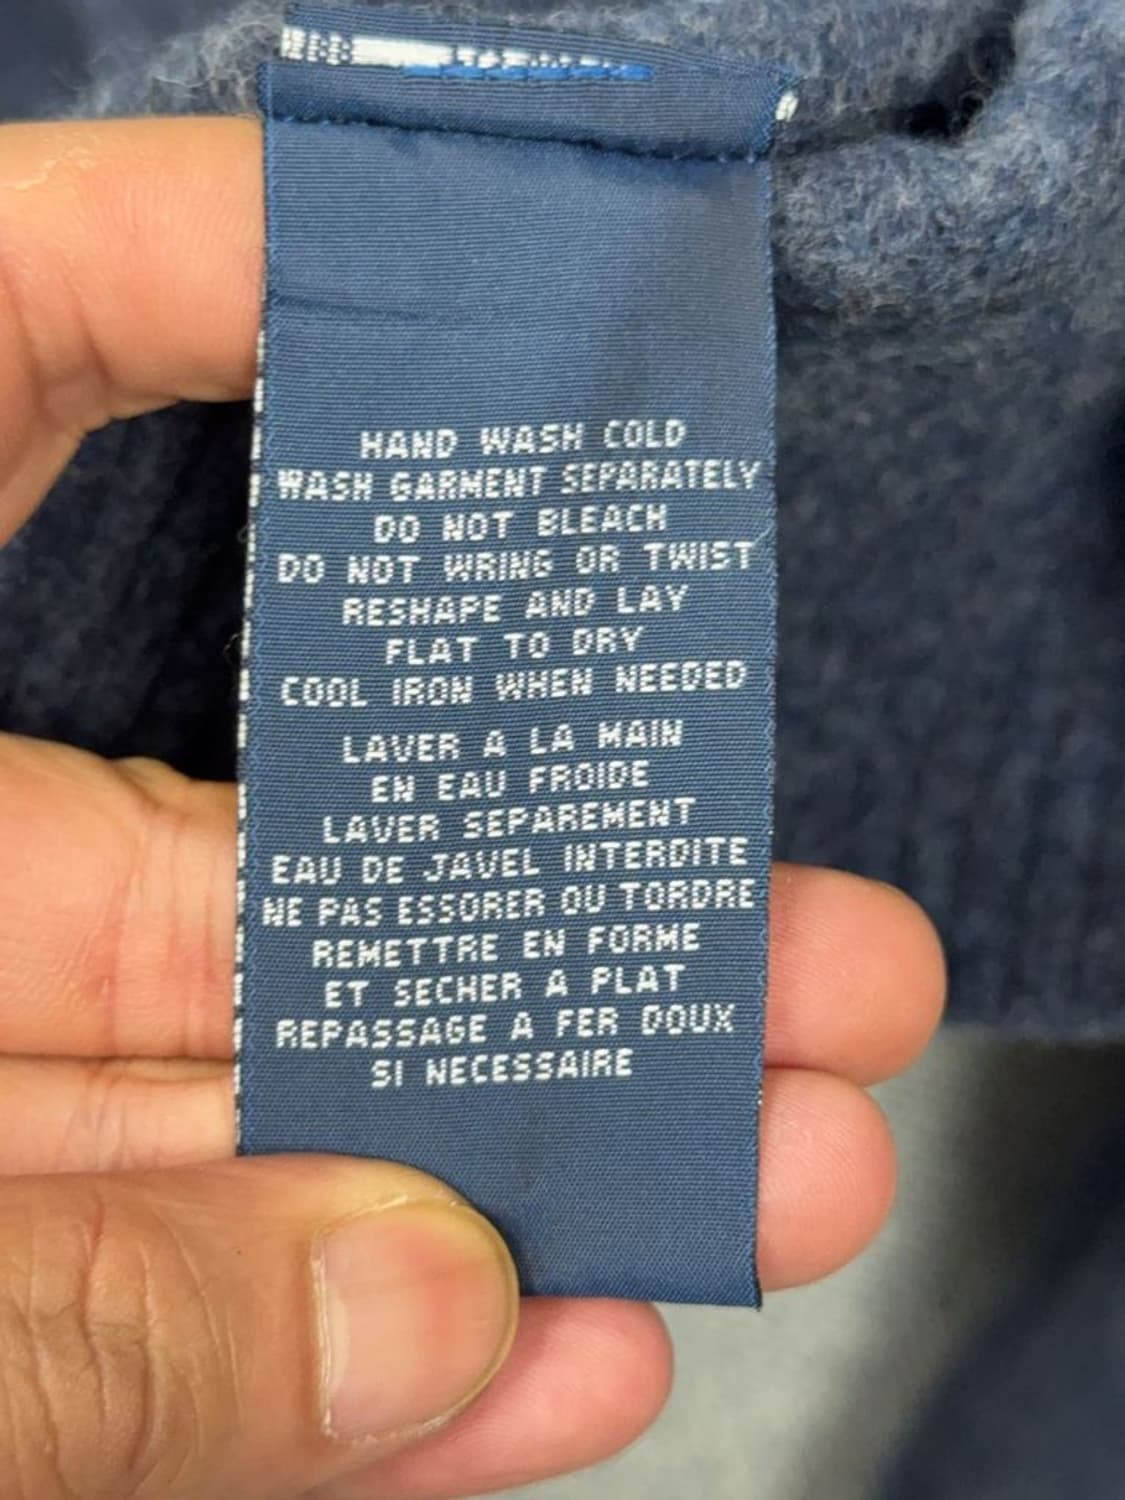 HAND WASH COLD
WASH GARMENT SEPARATELY
DO NOT BLEACH
DO NOT WRING OR TWIST
RESHAPE AND LAY
FLAT TO DRY
COOL IRON WHEN NEEDED
LAVER A LA MAIN
EN EAU FROIDE
LAVER SEPAREMENT
EAU DE JAVEL INTERDITE
NE PAS ESSORER OU TORDRE
REMETTRE EN FORME
ET SECHER A PLAT
REPASSAGE A FER DOUX
SI NECESSAIRE